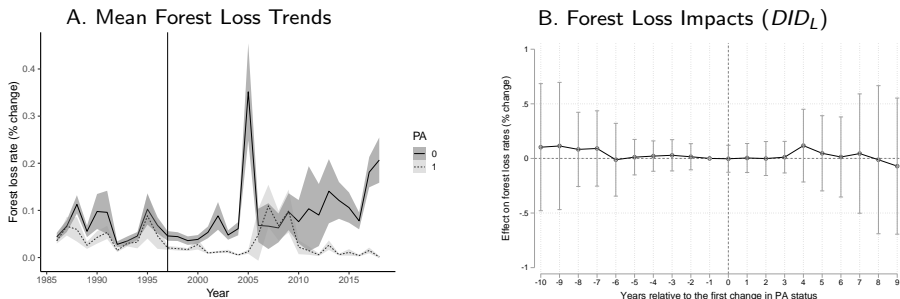 A. Mean Forest Loss Trends
Forest loss rate (% change)
0.4
0.3
0.2
0.1
0.0
1985 1990 1995 2000 2005 2010 2015
Year
PA
0
1
B. Forest Loss Impacts (DID_L)
Effect on forest loss rates (% change)
1
.5
0
-.5
-1
-10 -9 -8 -7 -6 -5 -4 -3 -2 -1 0 1 2 3 4 5 6 7 8 9
Years relative to the first change in PA status